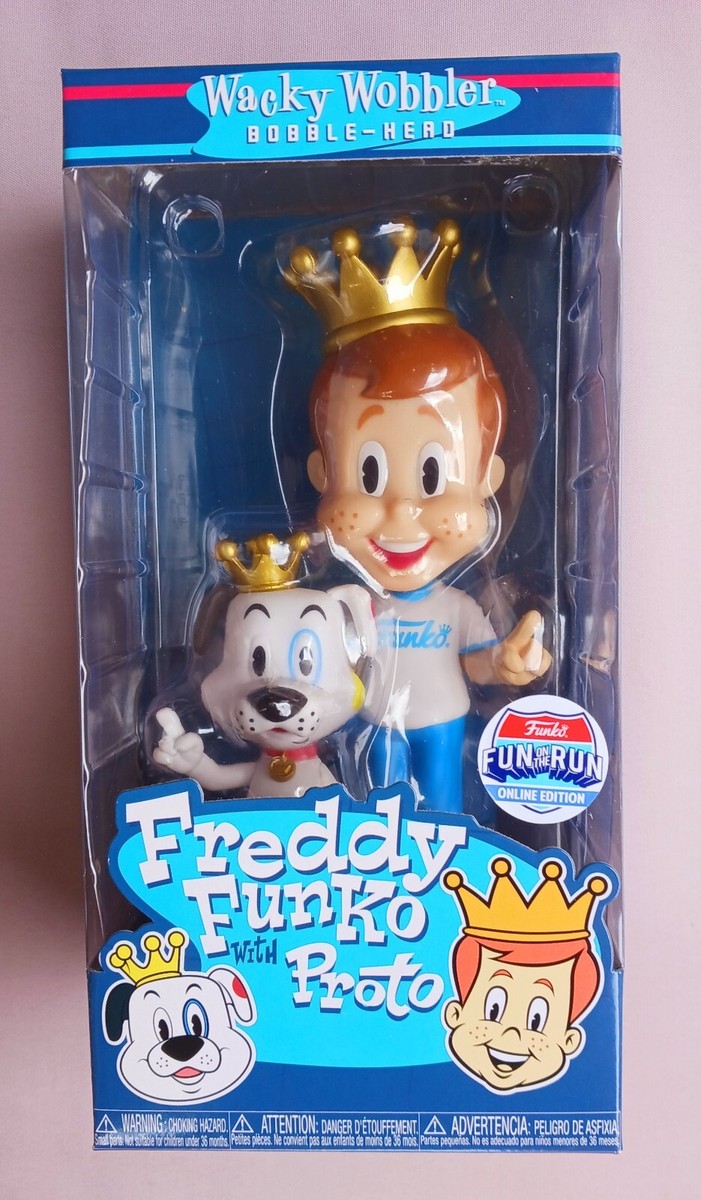 Wacky Wobbler™
BOBBLE-HEAD
Funko.
Funko.
FUN ON THE RUN
ONLINE EDITION
Freddy
Funko
with
Proto
WARNING: CHOKING HAZARD.
Small parts. Not suitable for children under 36 months.
ATTENTION: DANGER D'ÉTOUFFEMENT.
Petites pièces. Ne convient pas aux enfants de moins de 36 mois.
ADVERTENCIA: PELIGRO DE ASFIXIA
Partes pequenas. No es adecuado para niños menores de 36 meses.